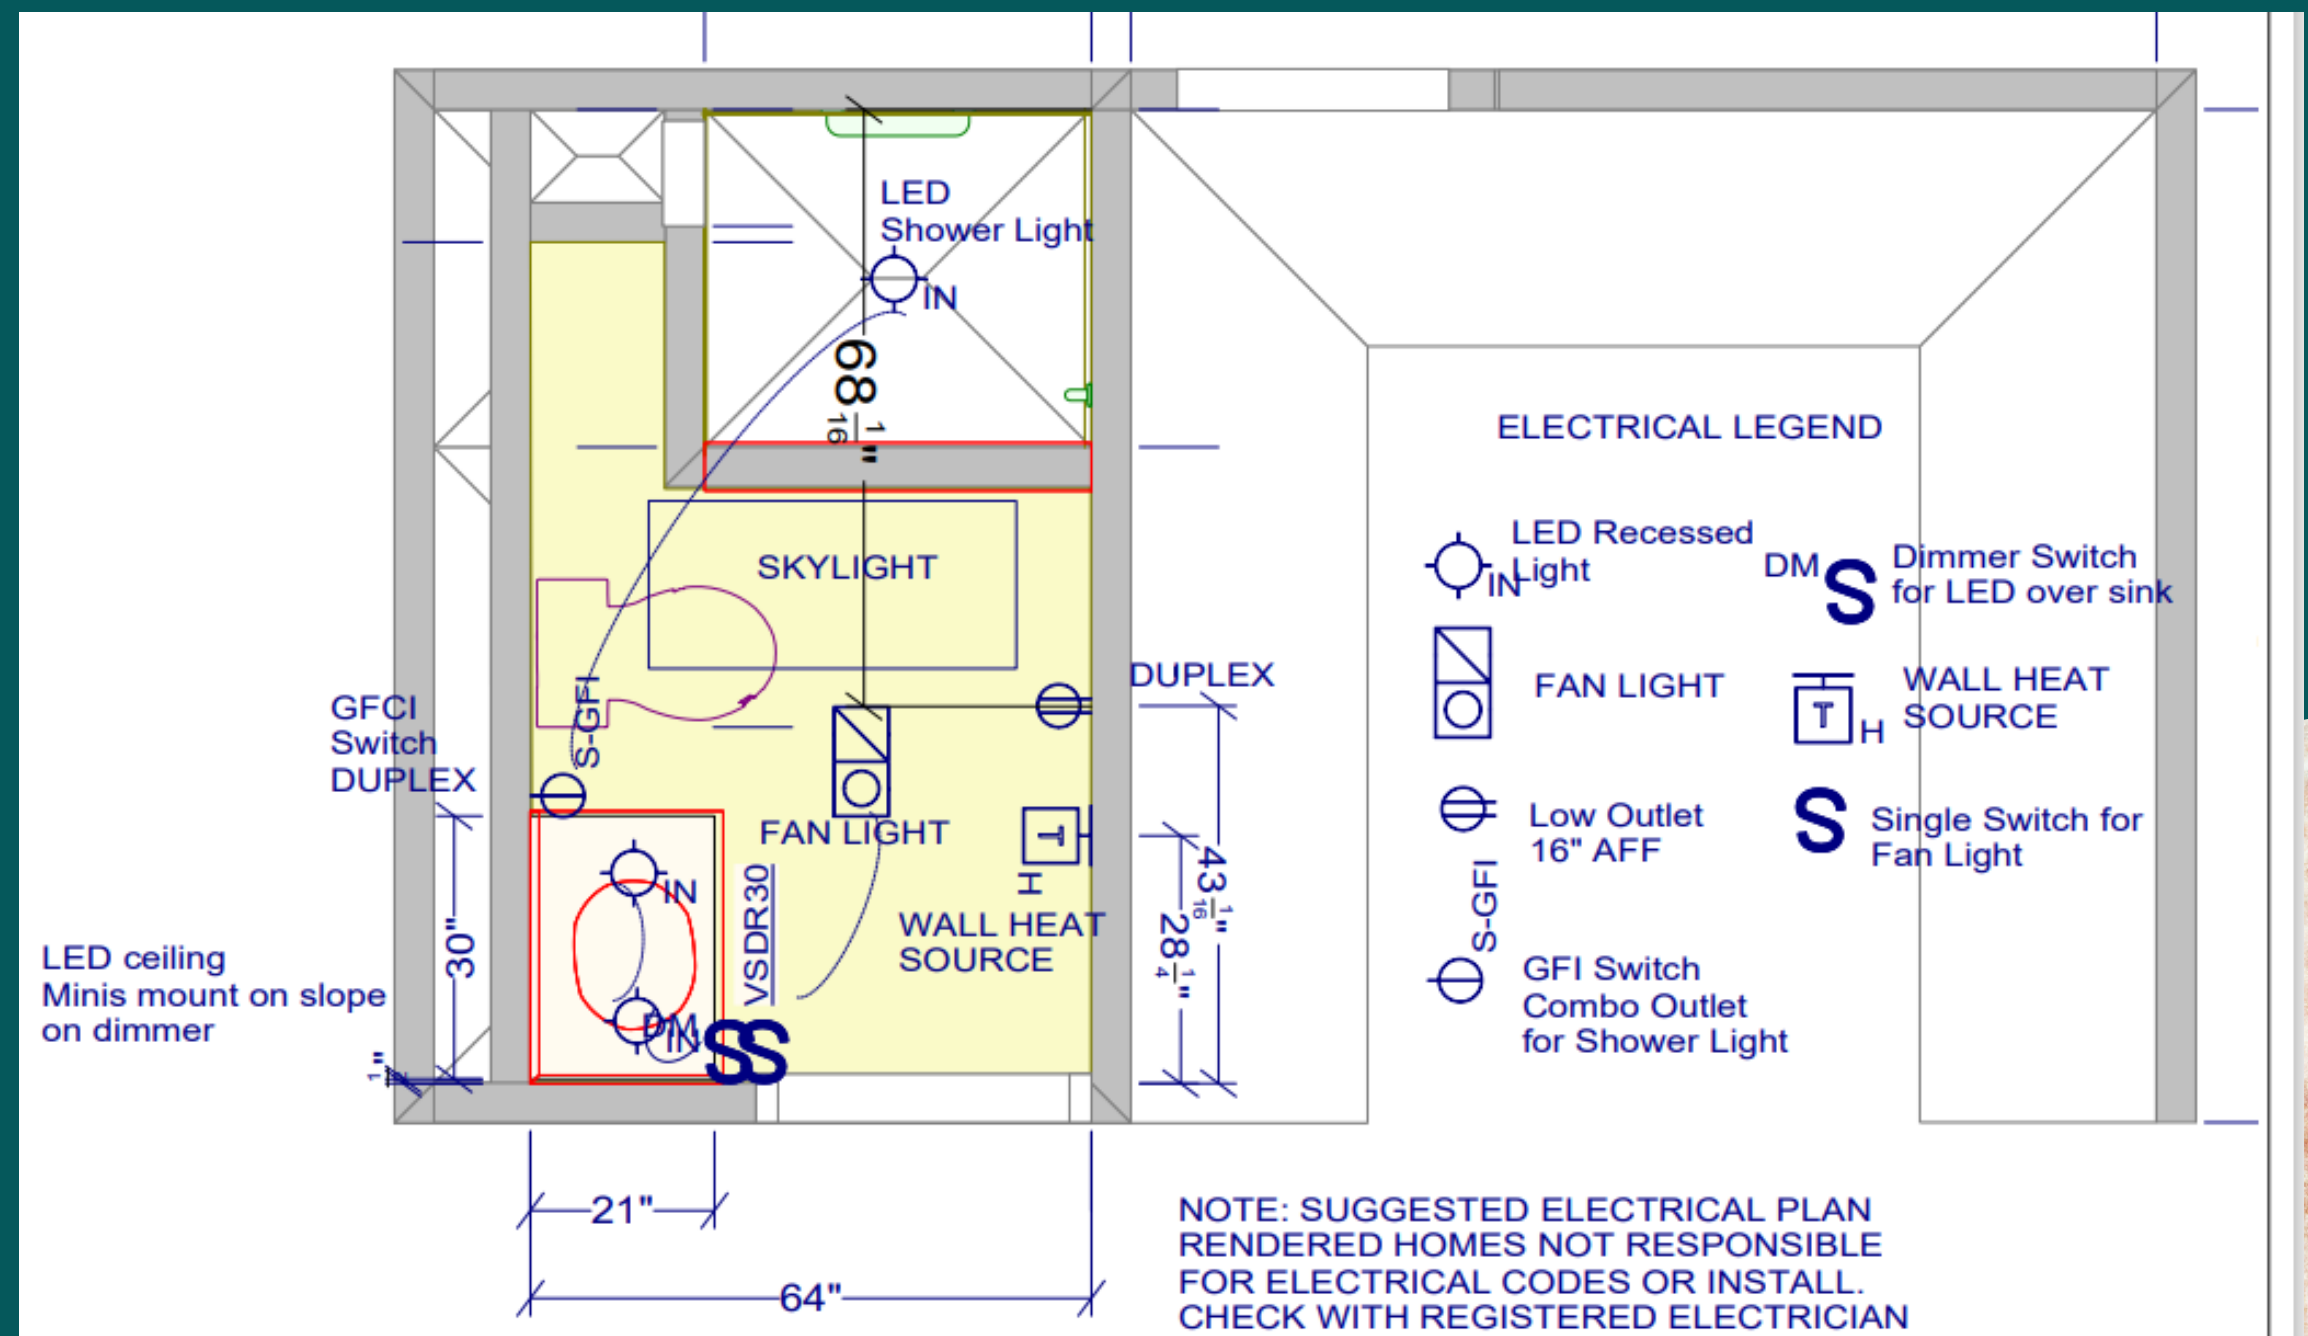 LED
Shower Light
IN
68 1/16"
SKYLIGHT
GFCI
Switch
DUPLEX
S-GFI
DUPLEX
FAN LIGHT
T
H
WALL HEAT
SOURCE
43 1/16"
28 1/4"
30"
1"
LED ceiling
Minis mount on slope
on dimmer
IN
VSDR30
DM
IN
SS
21"
64"
ELECTRICAL LEGEND
IN
LED Recessed
Light
FAN LIGHT
Low Outlet
16" AFF
S-GFI
GFI Switch
Combo Outlet
for Shower Light
DM S
Dimmer Switch
for LED over sink
T H
WALL HEAT
SOURCE
S
Single Switch for
Fan Light
NOTE: SUGGESTED ELECTRICAL PLAN
RENDERED HOMES NOT RESPONSIBLE
FOR ELECTRICAL CODES OR INSTALL.
CHECK WITH REGISTERED ELECTRICIAN